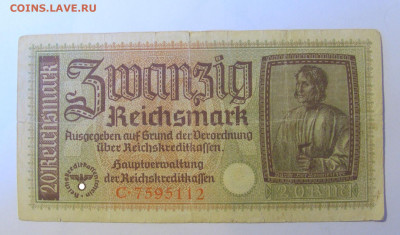 COINS.LAVE.RU
20 Reichsmark
Zwanzig
Reichsmark
Ausgegeben auf Grund der Verordnung
über Reichskreditkassen.
Hauptverwaltung
der Reichskreditkassen
C·7595112